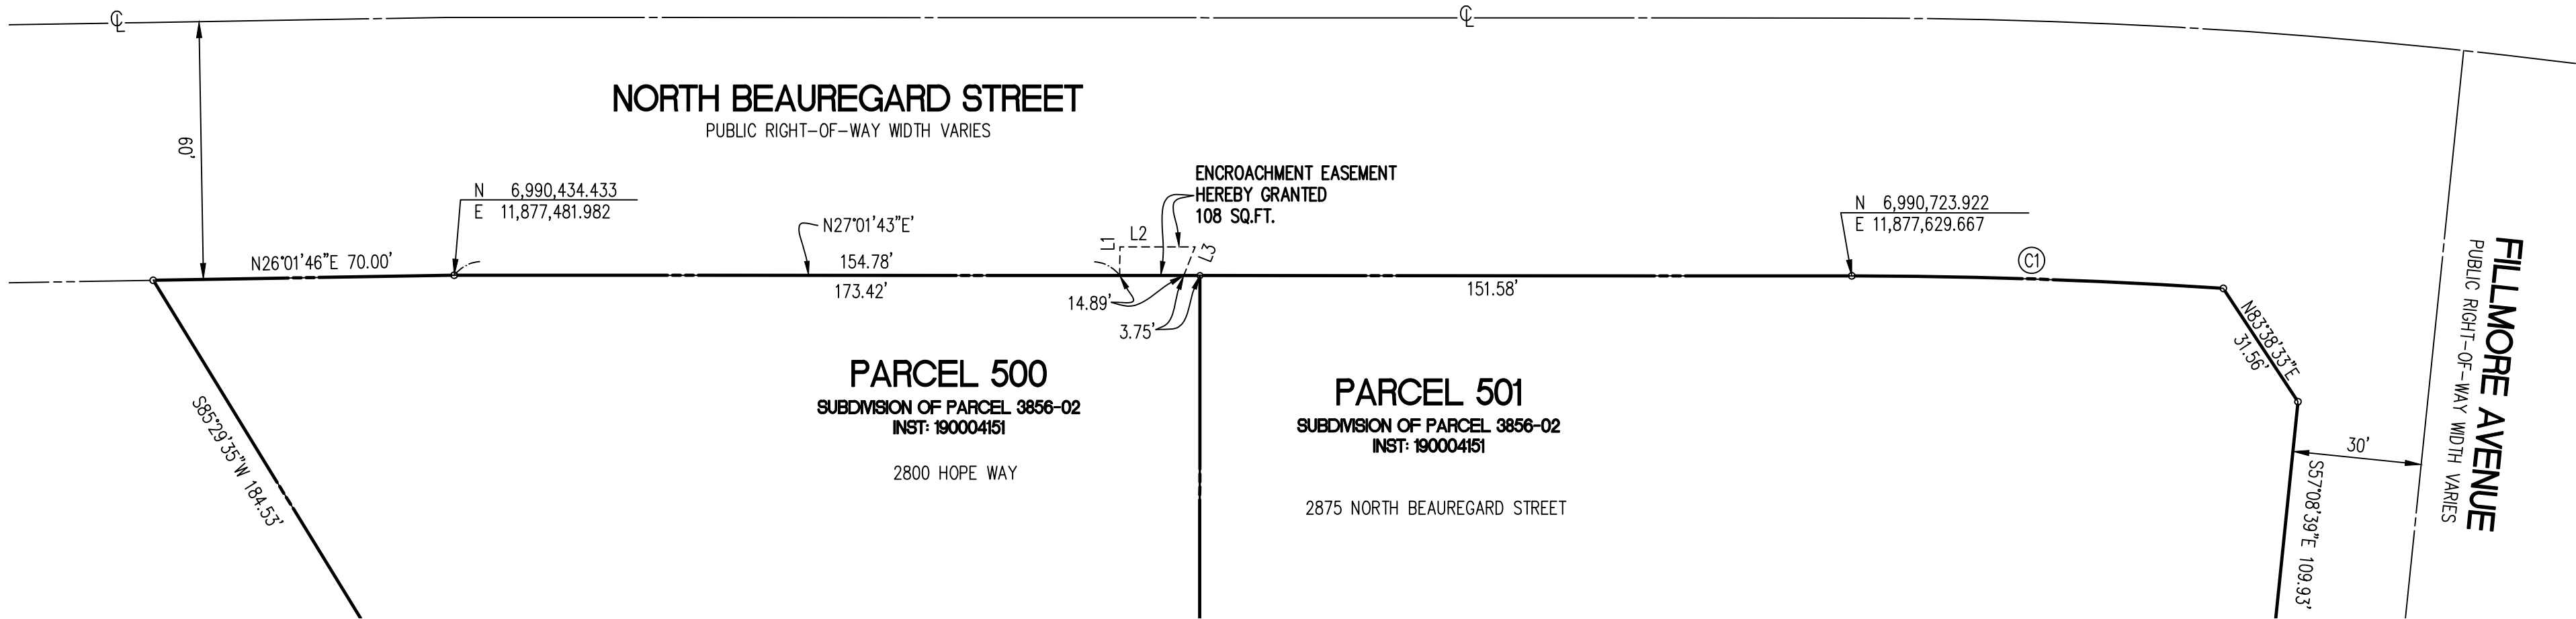 ℄
℄
NORTH BEAUREGARD STREET
PUBLIC RIGHT-OF-WAY WIDTH VARIES
60'
N 6,990,434.433
E 11,877,481.982
ENCROACHMENT EASEMENT
HEREBY GRANTED
108 SQ.FT.
N 6,990,723.922
E 11,877,629.667
N27°01'43"E'
L1
L2
L3
N26°01'46"E 70.00'
154.78'
173.42'
14.89'
3.75'
151.58'
C1
N83°38'33"E
31.56'
FILLMORE AVENUE
PUBLIC RIGHT-OF-WAY WIDTH VARIES
PARCEL 500
SUBDIVISION OF PARCEL 3856-02
INST: 190004151
2800 HOPE WAY
PARCEL 501
SUBDIVISION OF PARCEL 3856-02
INST: 190004151
2875 NORTH BEAUREGARD STREET
S85°29'35"W 184.53'
30'
S57°08'39"E 109.93'